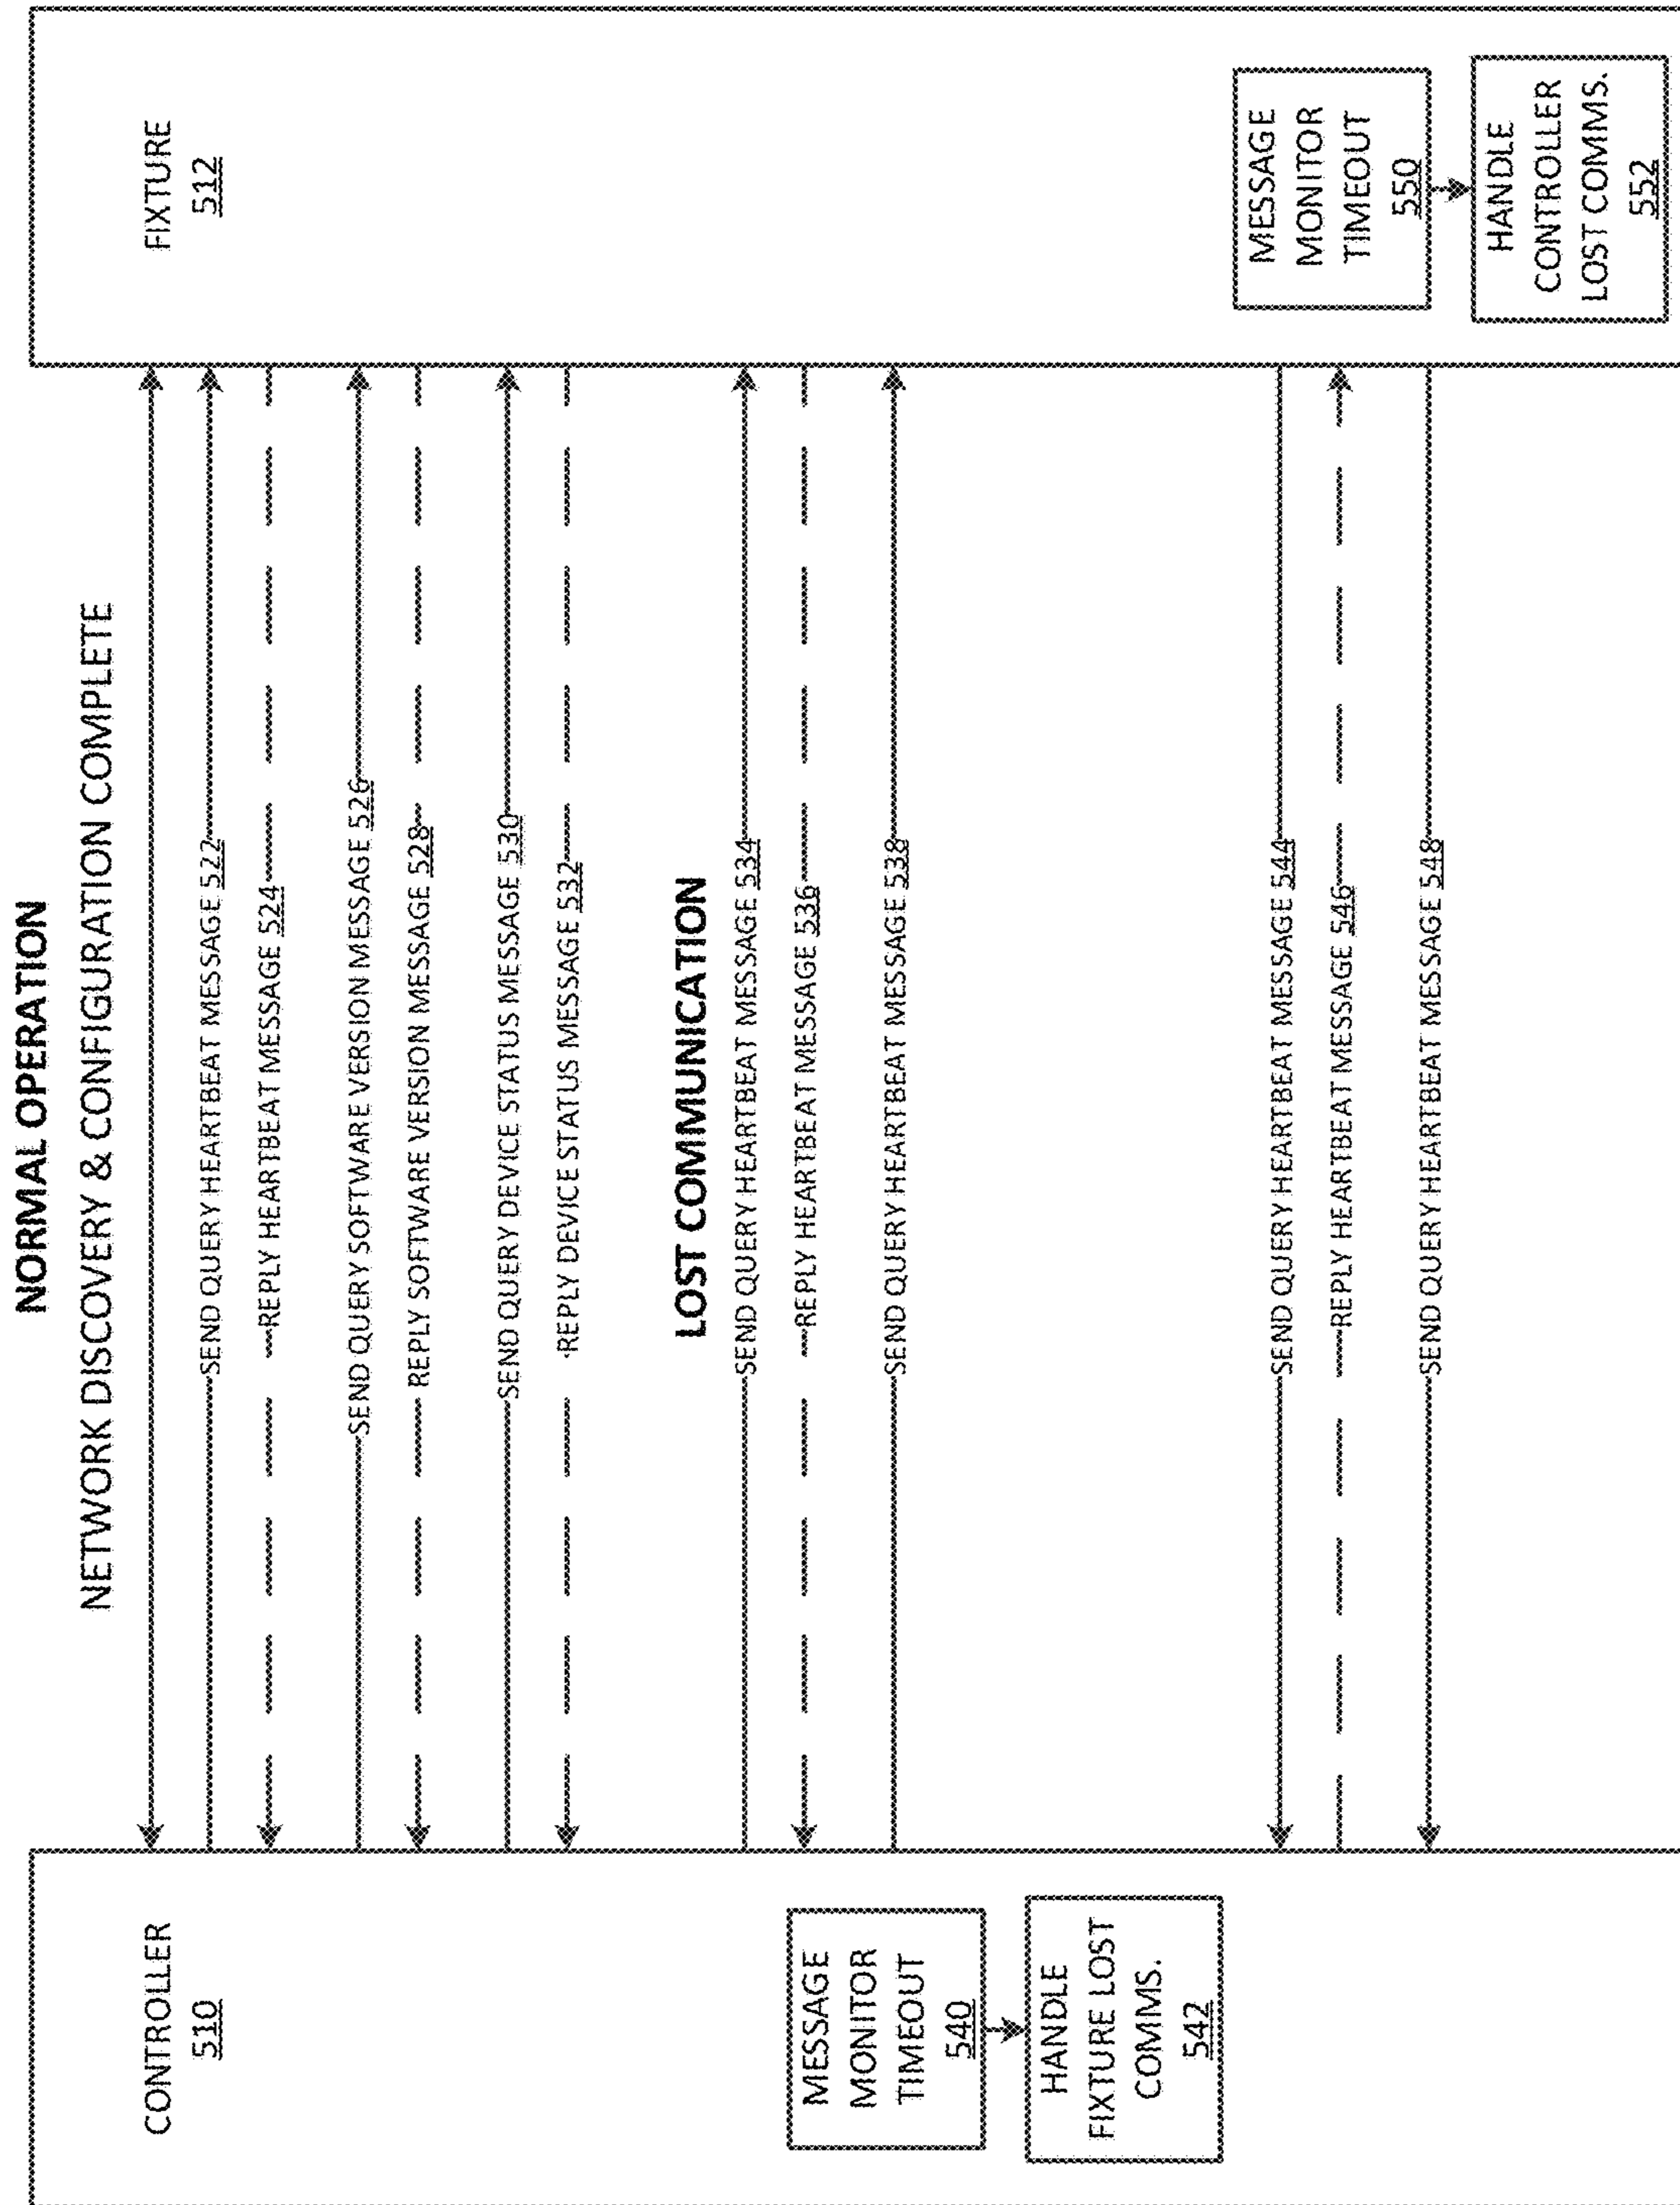 NORMAL OPERATION
NETWORK DISCOVERY & CONFIGURATION COMPLETE
CONTROLLER
510
FIXTURE
512
SEND QUERY HEARTBEAT MESSAGE 522
REPLY HEARTBEAT MESSAGE 524
SEND QUERY SOFTWARE VERSION MESSAGE 526
REPLY SOFTWARE VERSION MESSAGE 528
SEND QUERY DEVICE STATUS MESSAGE 530
REPLY DEVICE STATUS MESSAGE 532
LOST COMMUNICATION
SEND QUERY HEARTBEAT MESSAGE 534
REPLY HEARTBEAT MESSAGE 536
SEND QUERY HEARTBEAT MESSAGE 538
MESSAGE
MONITOR
TIMEOUT
540
HANDLE
FIXTURE LOST
COMMS.
542
SEND QUERY HEARTBEAT MESSAGE 544
REPLY HEARTBEAT MESSAGE 546
SEND QUERY HEARTBEAT MESSAGE 548
MESSAGE
MONITOR
TIMEOUT
550
HANDLE
CONTROLLER
LOST COMMS.
552